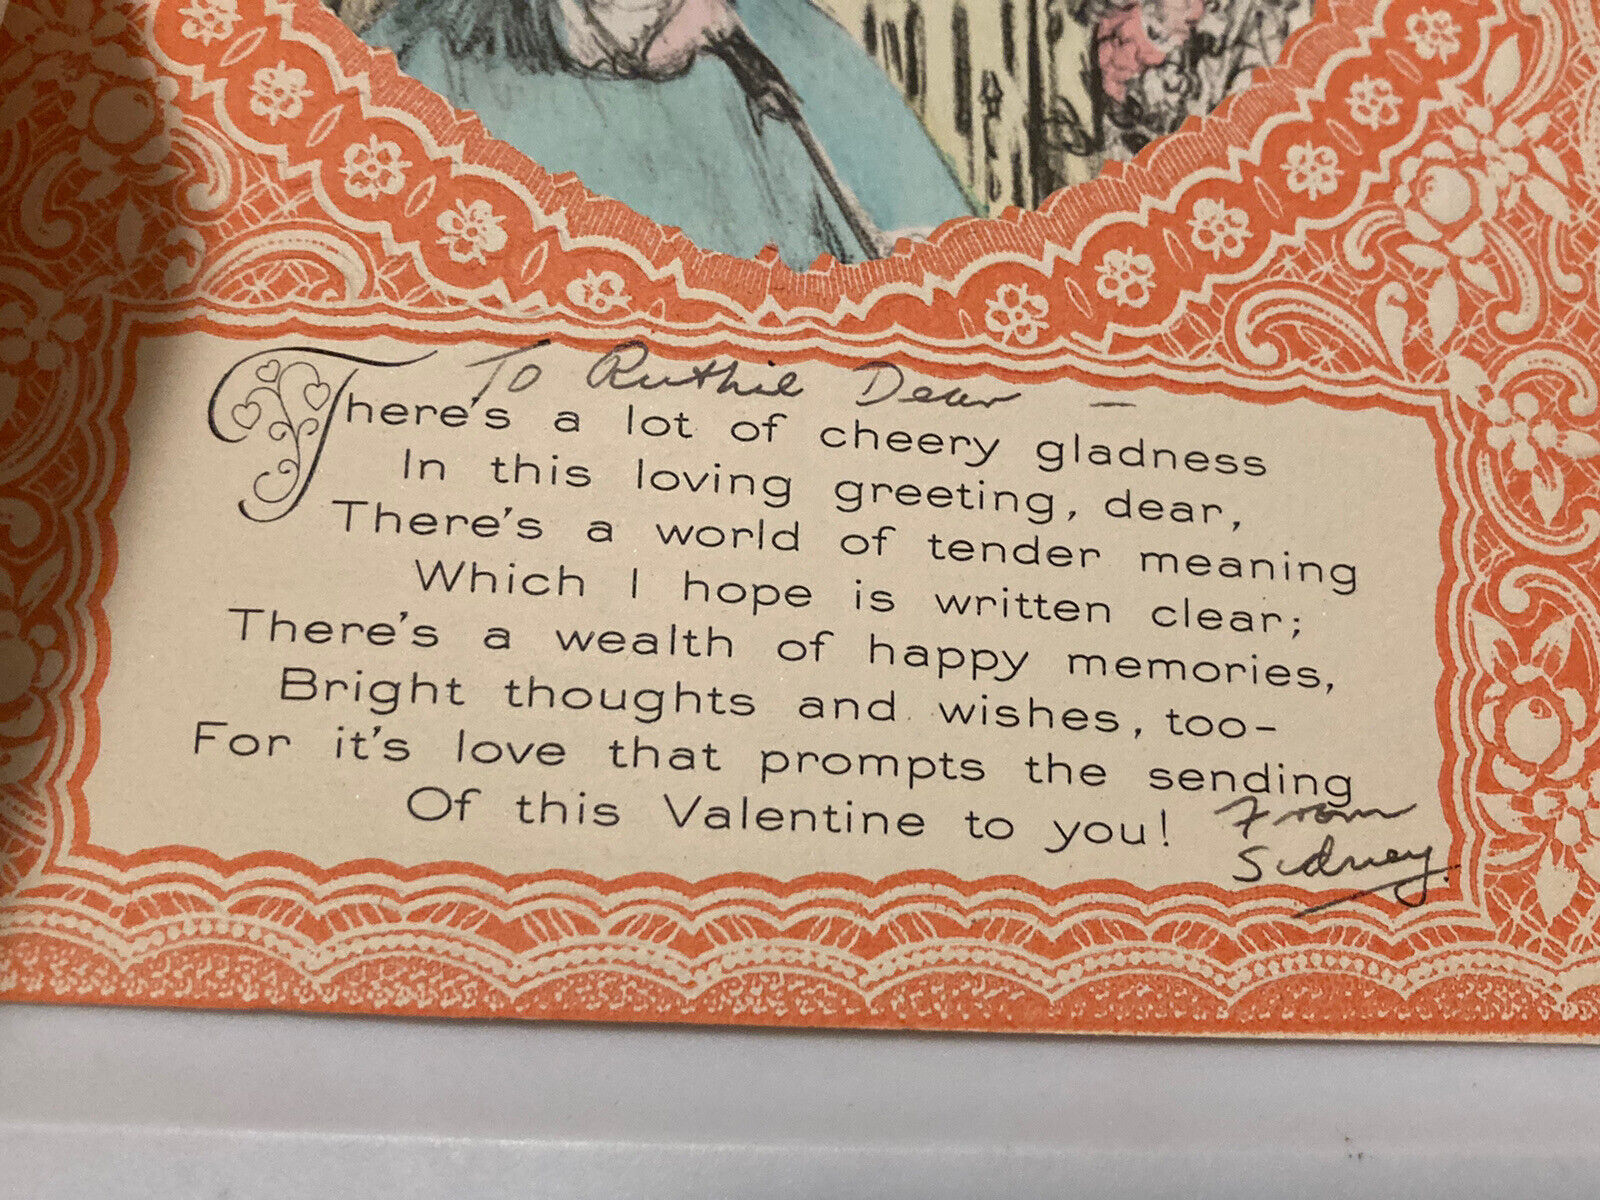 To Ruthie Dear –
There's a lot of cheery gladness
In this loving greeting, dear,
There's a world of tender meaning
Which I hope is written clear;
There's a wealth of happy memories,
Bright thoughts and wishes, too-
For it's love that prompts the sending
Of this Valentine to you!
From
Sidney.